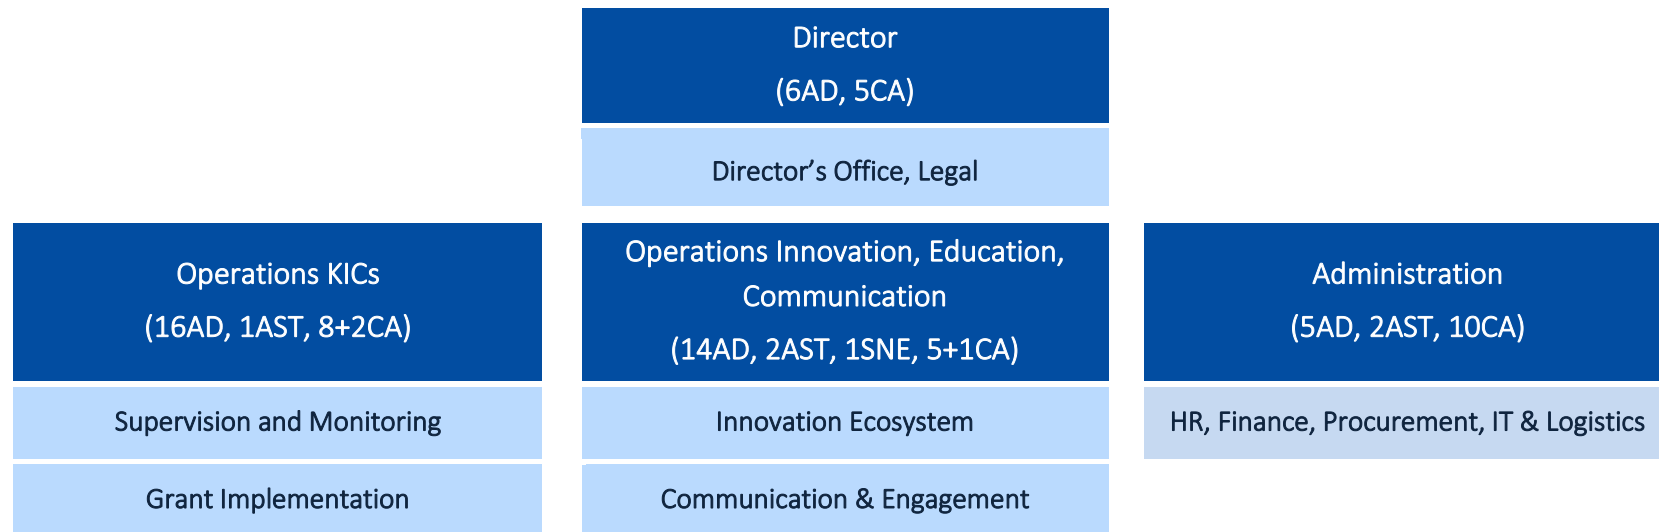 Director
(6AD, 5CA)
Director’s Office, Legal
Operations KICs
(16AD, 1AST, 8+2CA)
Supervision and Monitoring
Grant Implementation
Operations Innovation, Education,
Communication
(14AD, 2AST, 1SNE, 5+1CA)
Innovation Ecosystem
Communication & Engagement
Administration
(5AD, 2AST, 10CA)
HR, Finance, Procurement, IT & Logistics